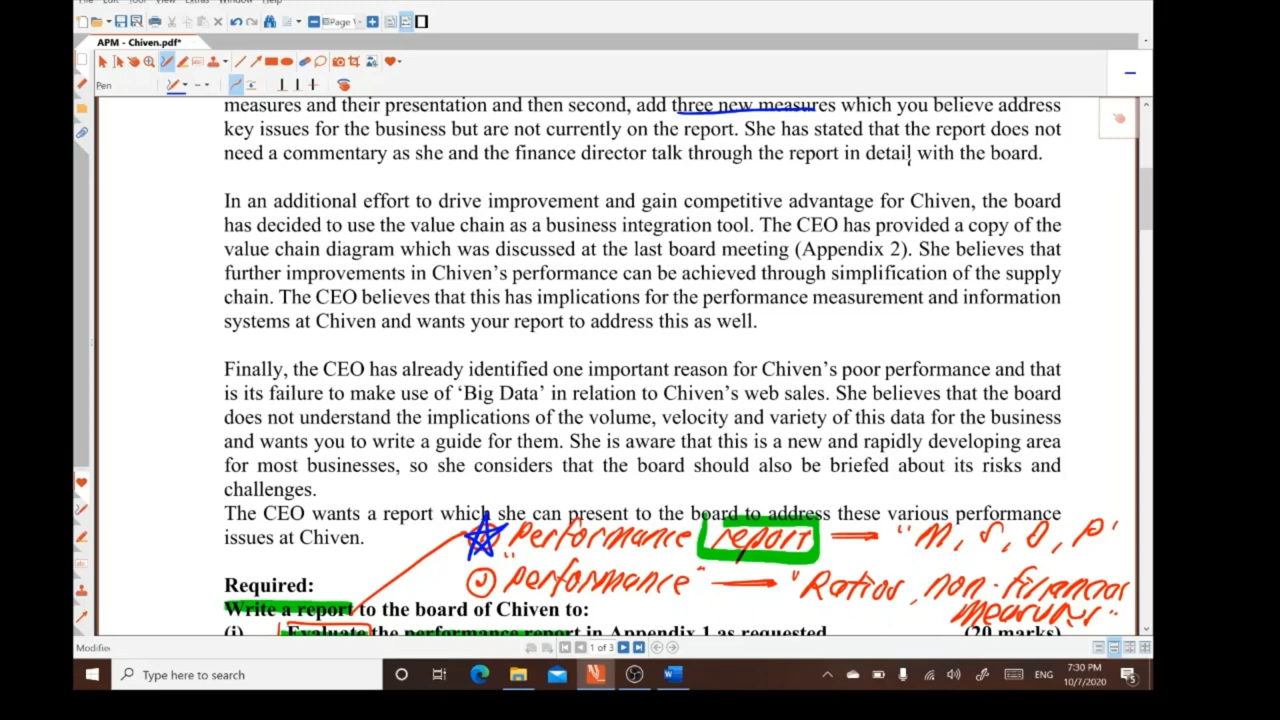 File Edit View Tool Extras Window Help
Page
APM - Chiven.pdf*
Pen
measures and their presentation and then second, add three new measures which you believe address
key issues for the business but are not currently on the report. She has stated that the report does not
need a commentary as she and the finance director talk through the report in detail with the board.
In an additional effort to drive improvement and gain competitive advantage for Chiven, the board
has decided to use the value chain as a business integration tool. The CEO has provided a copy of the
value chain diagram which was discussed at the last board meeting (Appendix 2). She believes that
further improvements in Chiven's performance can be achieved through simplification of the supply
chain. The CEO believes that this has implications for the performance measurement and information
systems at Chiven and wants your report to address this as well.
Finally, the CEO has already identified one important reason for Chiven's poor performance and that
is its failure to make use of ‘Big Data’ in relation to Chiven's web sales. She believes that the board
does not understand the implications of the volume, velocity and variety of this data for the business
and wants you to write a guide for them. She is aware that this is a new and rapidly developing area
for most businesses, so she considers that the board should also be briefed about its risks and
challenges.
The CEO wants a report which she can present to the board to address these various performance
issues at Chiven.
Performance report → "M, S, O, P"
"Performance" → "Ratios, non-financial
measures"
Required:
Write a report to the board of Chiven to:
(i) Evaluate the performance report in Appendix 1 as requested (20 marks)
Modifie
1 of 3
Type here to search
ENG
7:30 PM
10/7/2020
5